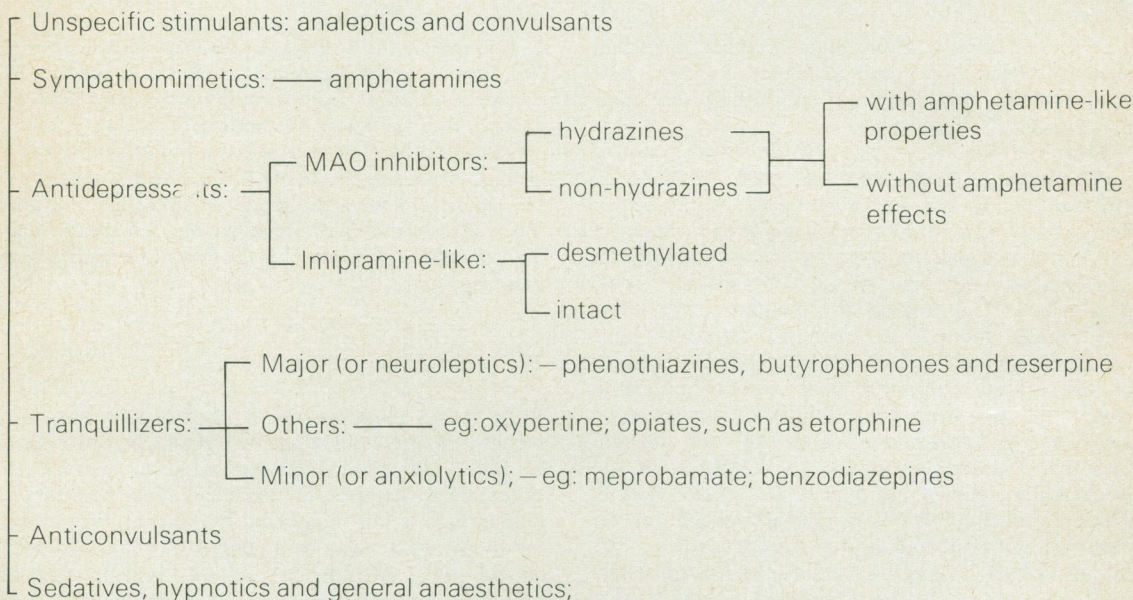 Unspecific stimulants: analeptics and convulsants
Sympathomimetics: — amphetamines
Antidepressa .ts:
MAO inhibitors:
hydrazines
non-hydrazines
with amphetamine-like
properties
without amphetamine
effects
Imipramine-like:
desmethylated
intact
Tranquillizers:
Major (or neuroleptics): – phenothiazines, butyrophenones and reserpine
Others: — eg:oxypertine; opiates, such as etorphine
Minor (or anxiolytics); – eg: meprobamate; benzodiazepines
Anticonvulsants
Sedatives, hypnotics and general anaesthetics;